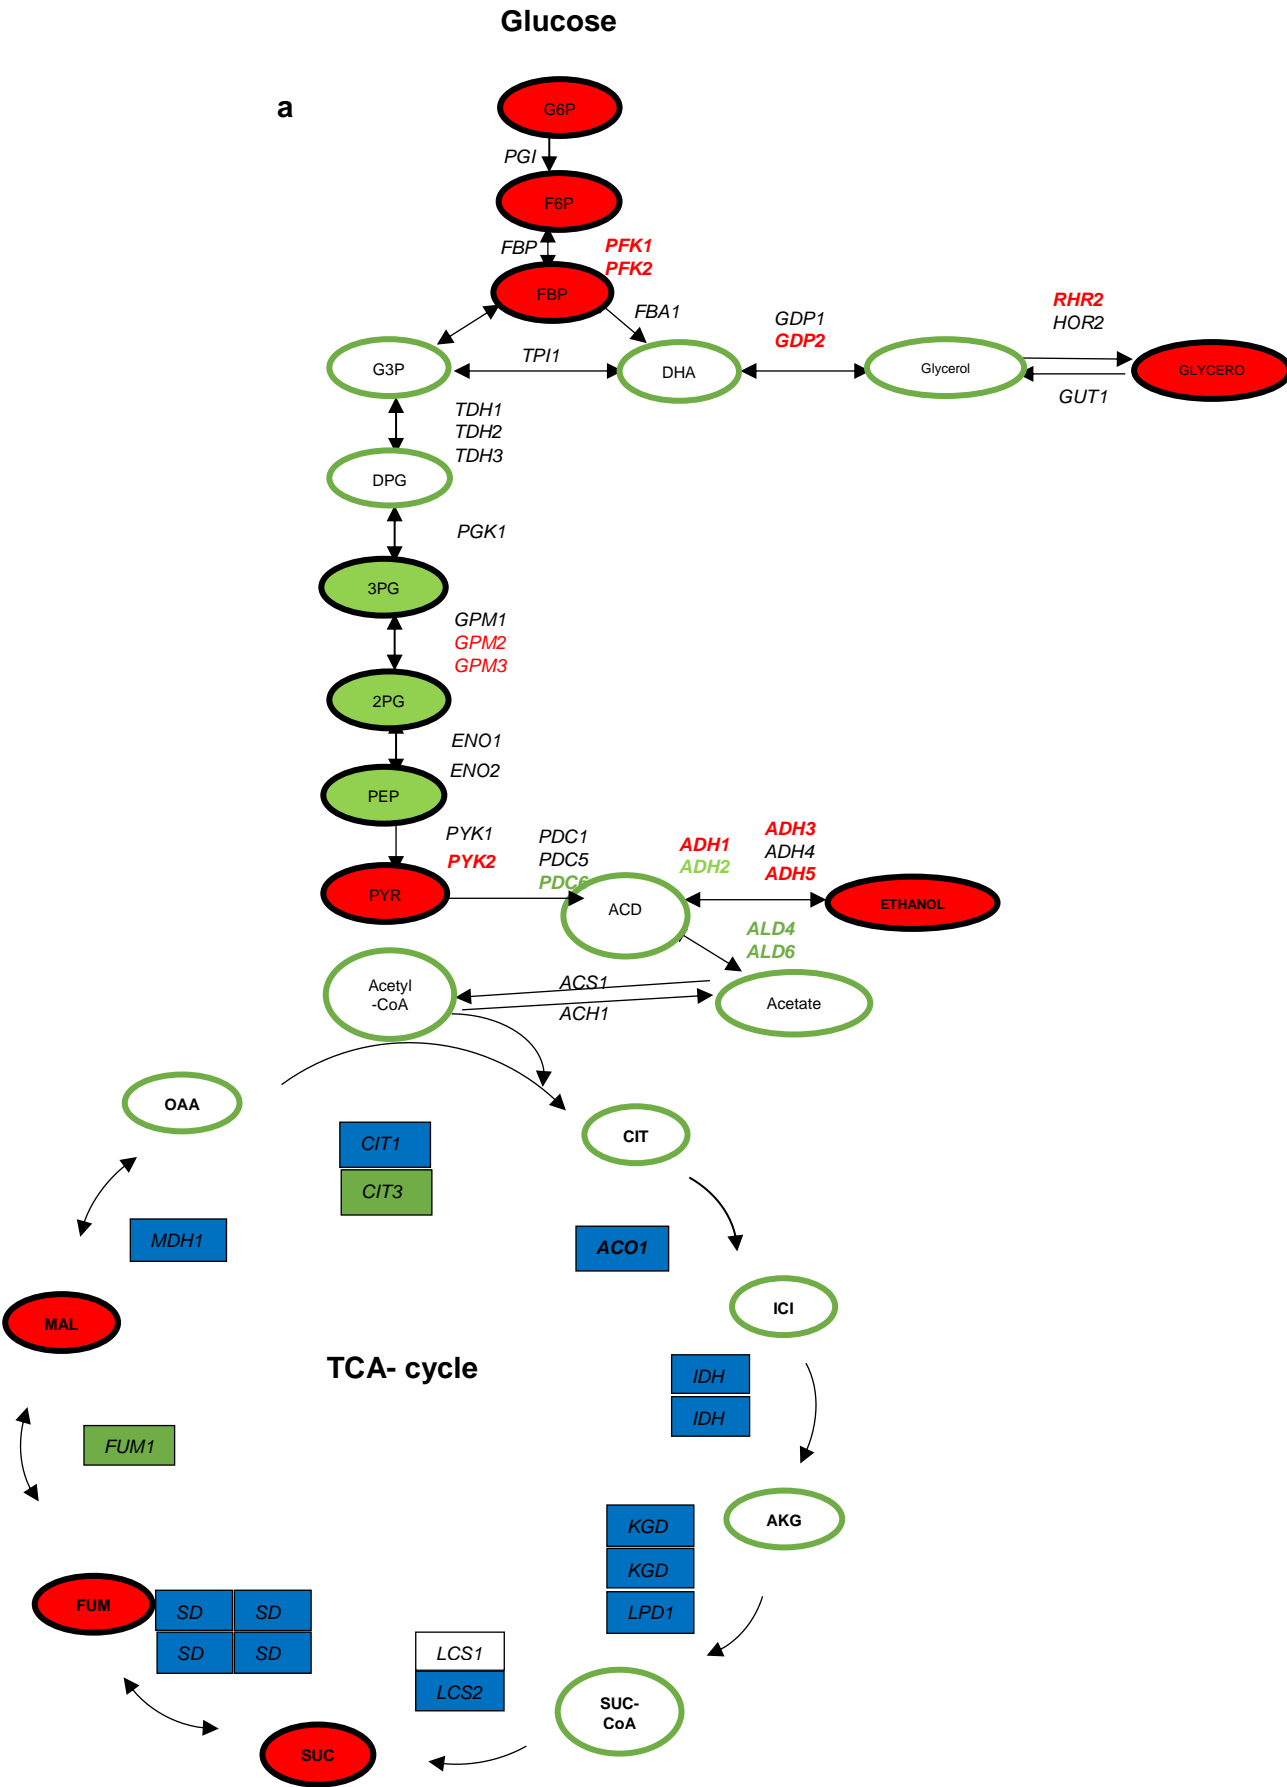 Glucose
a
G6P
PGI
F6P
FBP
PFK1
PFK2
FBP
FBA1
GDP1
GDP2
RHR2
HOR2
G3P
TPI1
DHA
Glycerol
GLYCERO
GUT1
TDH1
TDH2
TDH3
DPG
PGK1
3PG
GPM1
GPM2
GPM3
2PG
ENO1
ENO2
PEP
PYK1
PYK2
PDC1
PDC5
PDC6
ADH1
ADH2
ADH3
ADH4
ADH5
PYR
ACD
ETHANOL
ALD4
ALD6
Acetyl
-CoA
ACS1
ACH1
Acetate
OAA
CIT1
CIT3
CIT
MDH1
ACO1
ICI
MAL
TCA- cycle
IDH
IDH
FUM1
AKG
KGD
KGD
LPD1
FUM
SD SD
SD SD
LCS1
LCS2
SUC-
CoA
SUC